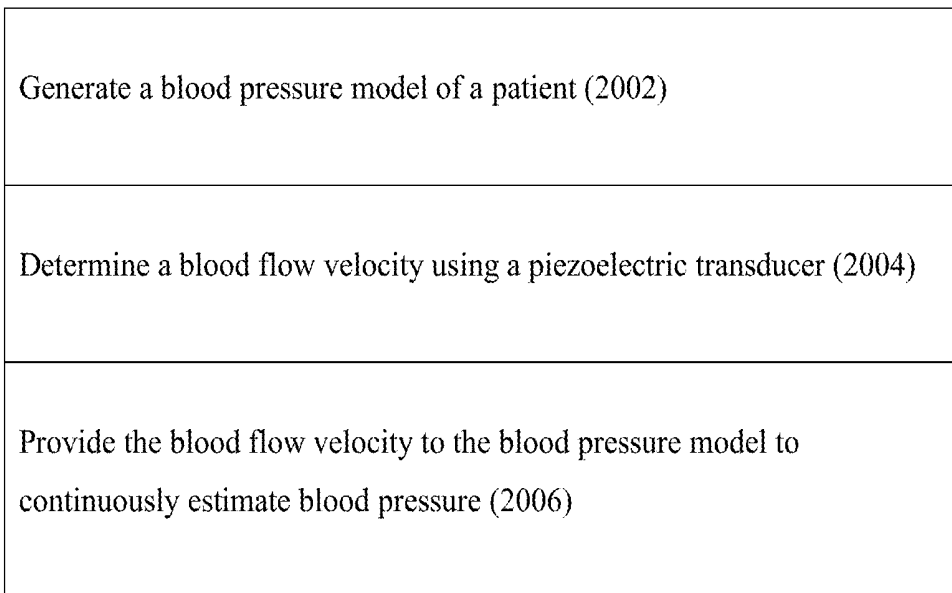 Generate a blood pressure model of a patient (2002)
Determine a blood flow velocity using a piezoelectric transducer (2004)
Provide the blood flow velocity to the blood pressure model to
continuously estimate blood pressure (2006)